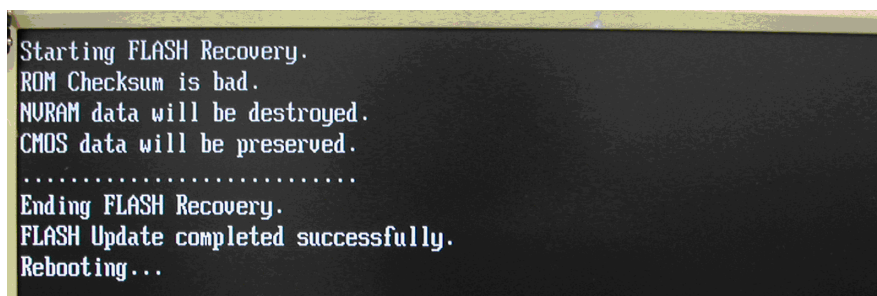 Starting FLASH Recovery.
ROM Checksum is bad.
NVRAM data will be destroyed.
CMOS data will be preserved.
............................
Ending FLASH Recovery.
FLASH Update completed successfully.
Rebooting...